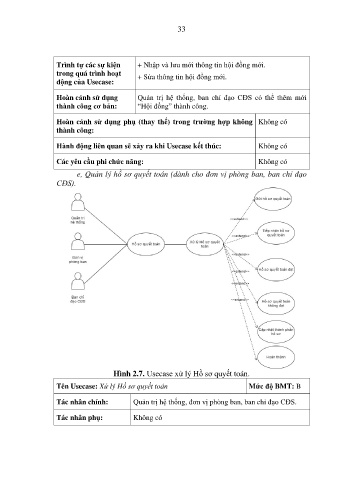 33
Trình tự các sự kiện trong quá trình hoạt động của Usecase:
+ Nhập và lưu mới thông tin hội đồng mới.
+ Sửa thông tin hội đồng mới.
Hoàn cảnh sử dụng thành công cơ bản:
Quản trị hệ thống, ban chỉ đạo CĐS có thể thêm mới
"Hội đồng" thành công.
Hoàn cảnh sử dụng phụ (thay thế) trong trường hợp không thành công:
Không có
Hành động liên quan sẽ xảy ra khi Usecase kết thúc:
Không có
Các yêu cầu phi chức năng:
Không có
e, Quản lý hồ sơ quyết toán (dành cho đơn vị phòng ban, ban chỉ đạo
CĐS).
Quản trị
hệ thống
Đơn vị
phòng ban
Ban chỉ
đạo CĐS
Hồ sơ quyết toán
Xử lý Hồ sơ quyết
toán
Gửi hồ sơ quyết toán
Tiếp nhận hồ sơ
quyết toán
Hồ sơ quyết toán đạt
Hồ sơ quyết toán
không đạt
Cập nhật thành phần
hồ sơ
Hoàn thành
Hình 2.7. Usecase xử lý Hồ sơ quyết toán.
Tên Usecase: Xử lý Hồ sơ quyết toán
Mức độ BMT: B
Tác nhân chính:
Quản trị hệ thống, đơn vị phòng ban, ban chỉ đạo CĐS.
Tác nhân phụ:
Không có